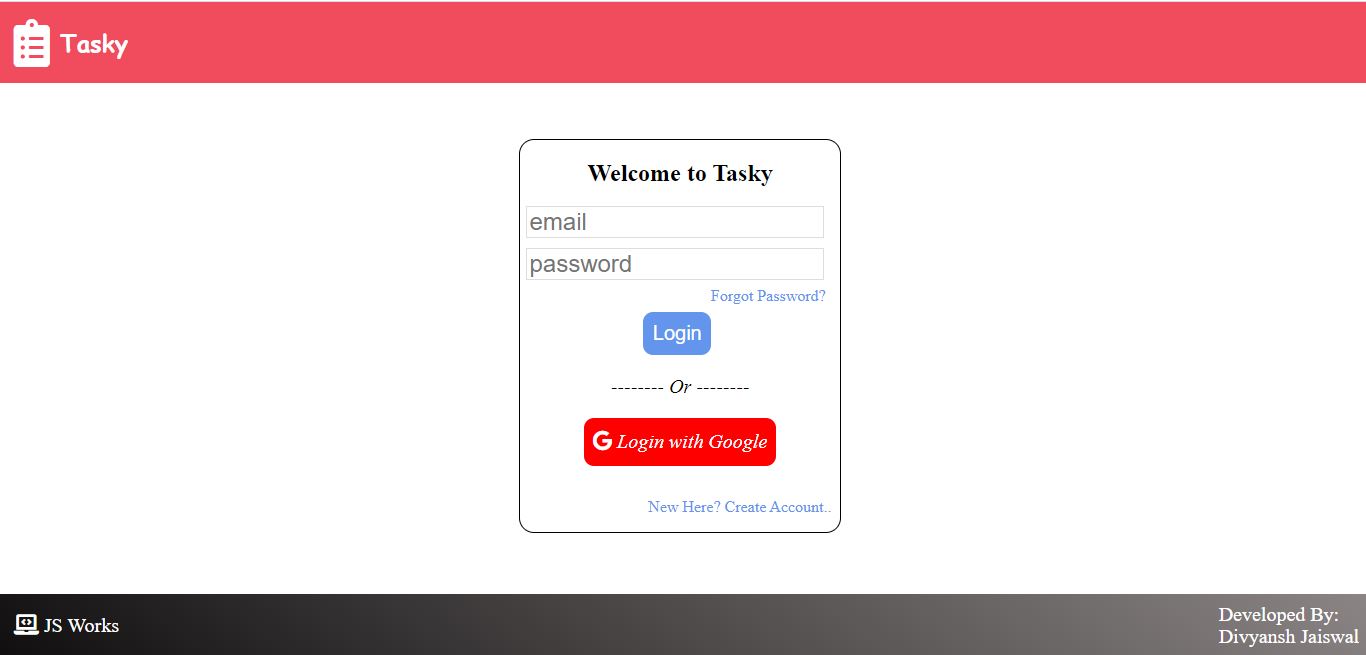 Tasky
Welcome to Tasky
email
password
Forgot Password?
Login
-------- Or --------
Login with Google
New Here? Create Account..
JS Works
Developed By:
Divyansh Jaiswal